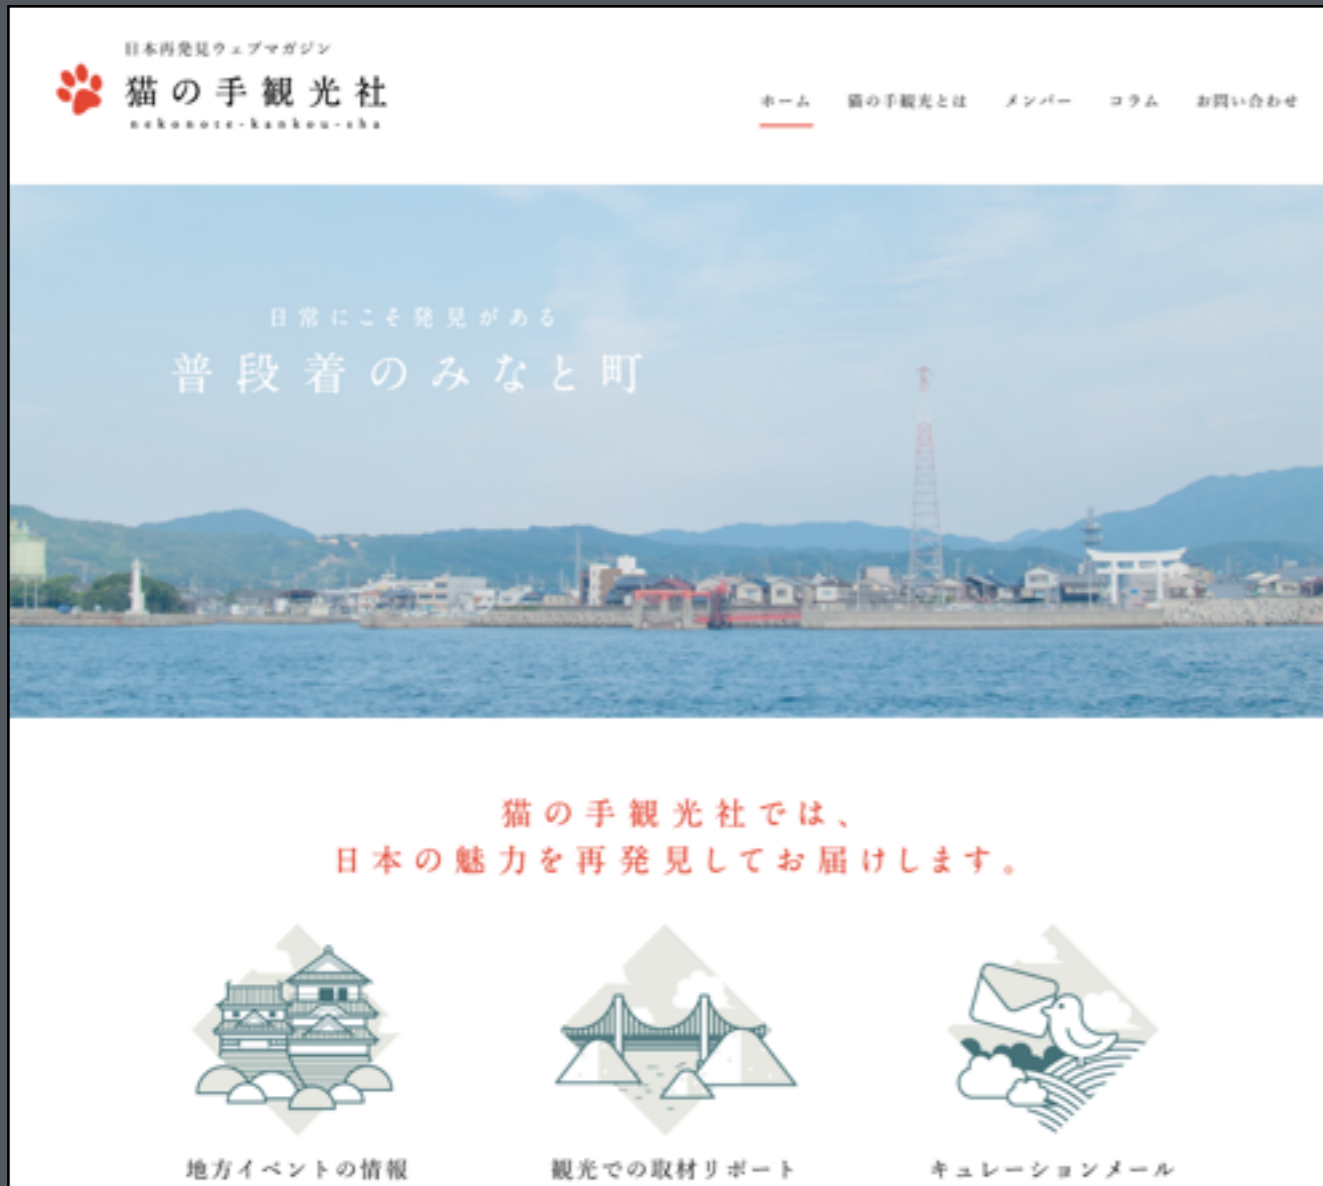 日本再発見ウェブマガジン
猫の手観光社
nekonote-kankou-sha
ホーム 猫の手観光とは メンバー コラム お問い合わせ
日常にこそ発見がある
普段着のみなと町
猫の手観光社では、
日本の魅力を再発見してお届けします。
地方イベントの情報 観光での取材リポート キュレーションメール